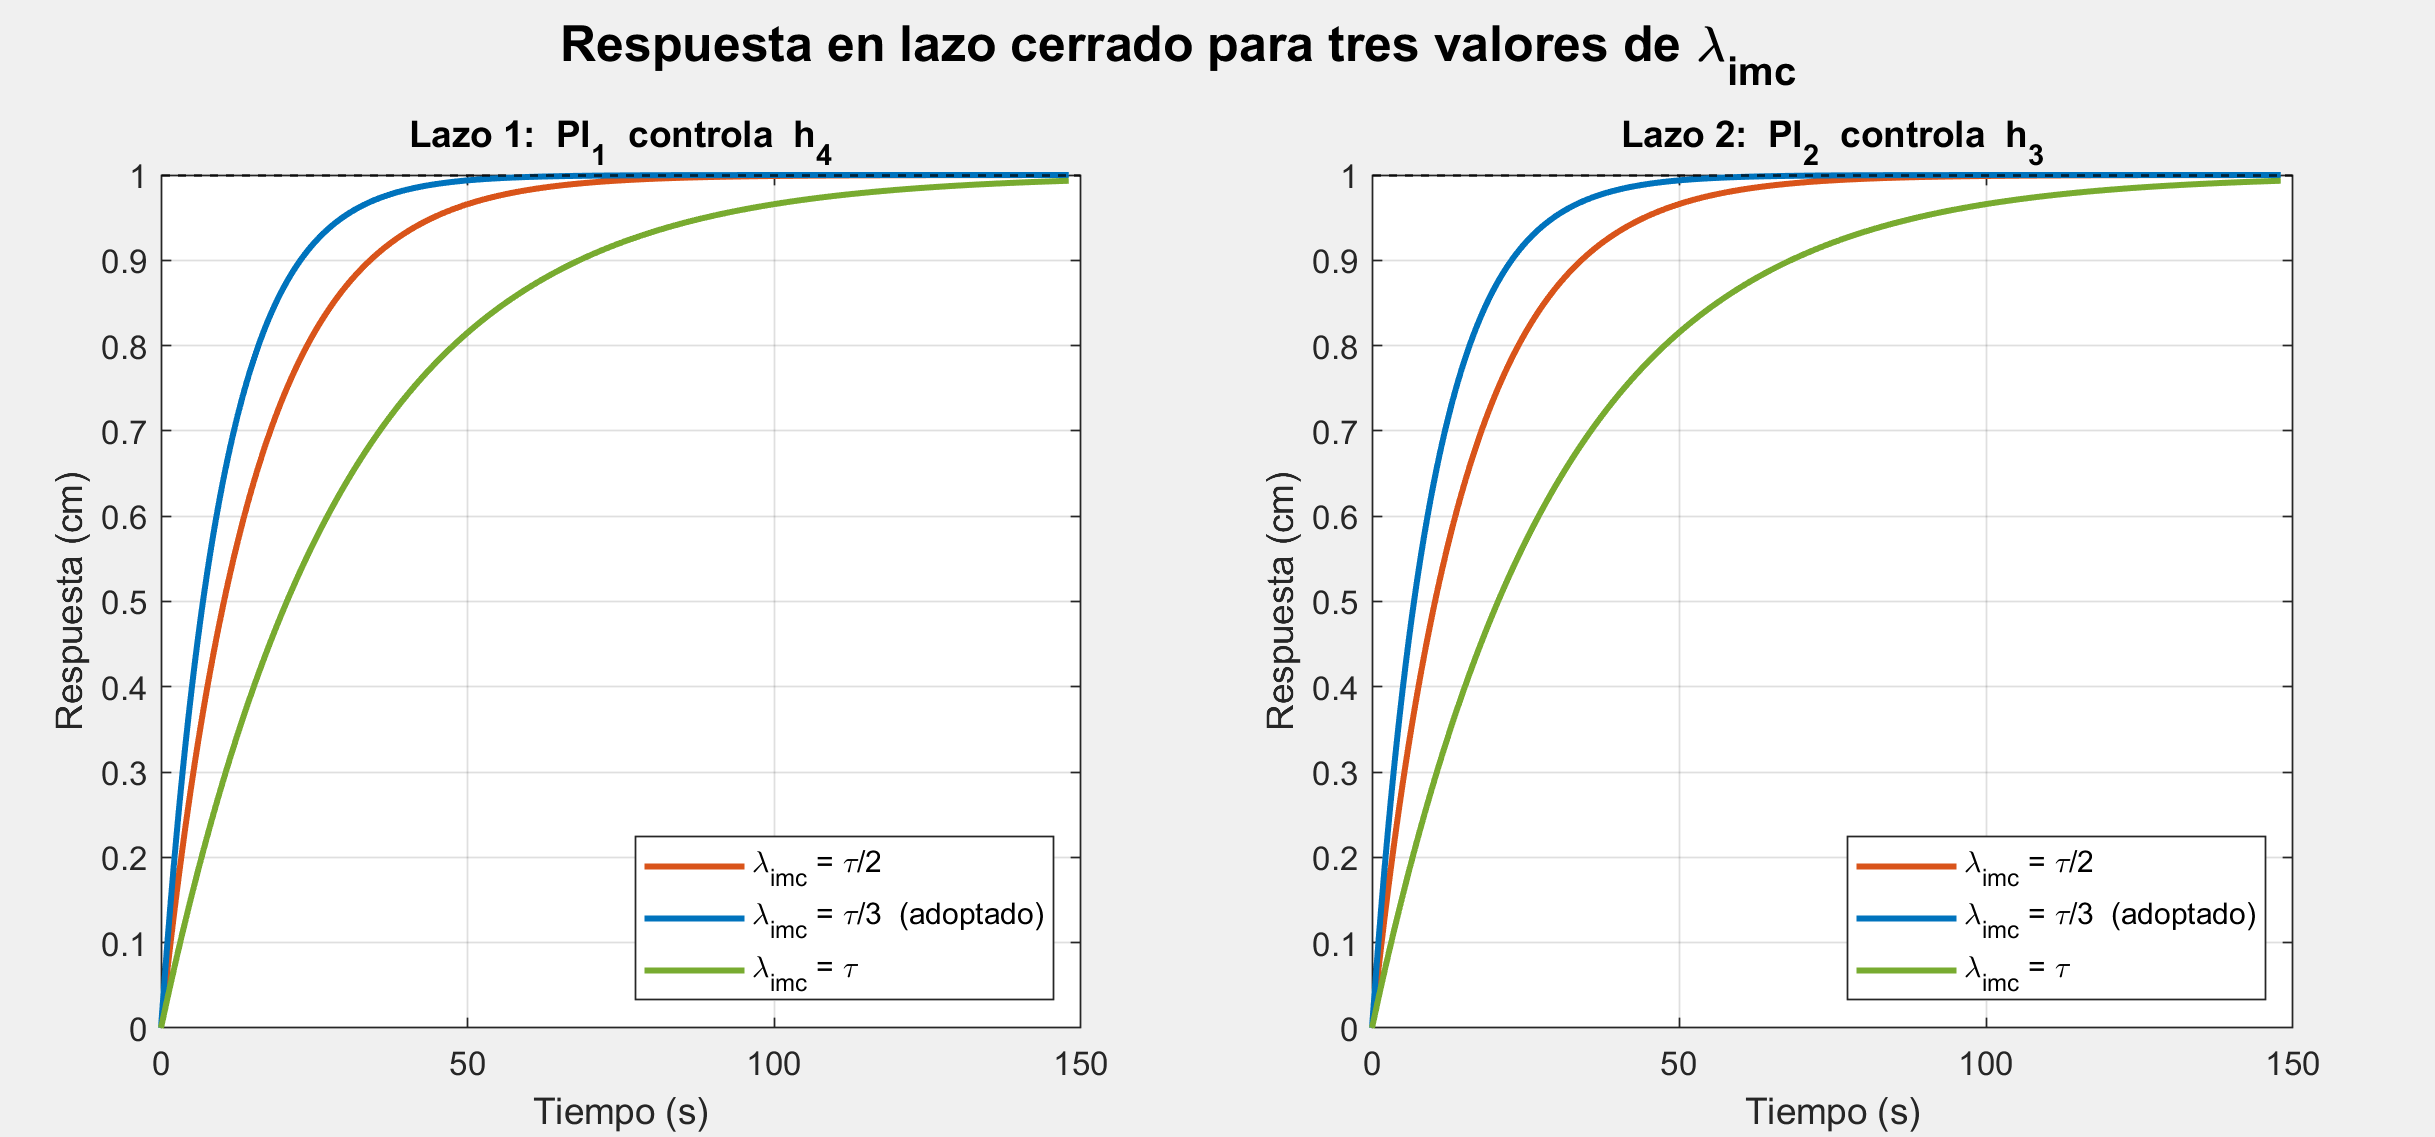 Respuesta en lazo cerrado para tres valores de λimc
Lazo 1: PI1 controla h4
1
0.9
0.8
0.7
0.6
0.5
0.4
0.3
0.2
0.1
0
Respuesta (cm)
λimc = τ/2
λimc = τ/3 (adoptado)
λimc = τ
0 50 100 150
Tiempo (s)
Lazo 2: PI2 controla h3
1
0.9
0.8
0.7
0.6
0.5
0.4
0.3
0.2
0.1
0
Respuesta (cm)
λimc = τ/2
λimc = τ/3 (adoptado)
λimc = τ
0 50 100 150
Tiempo (s)